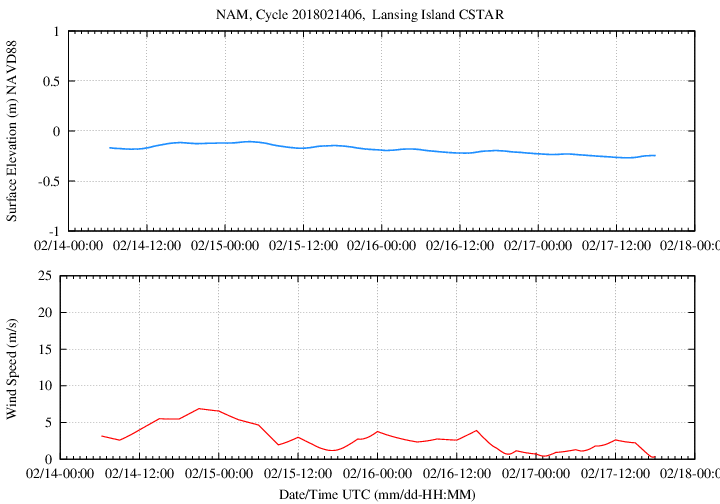 NAM, Cycle 2018021406,  Lansing Island CSTAR
Surface Elevation (m) NAVD88
1
0.5
0
-0.5
-1
02/14-00:00 02/14-12:00 02/15-00:00 02/15-12:00 02/16-00:00 02/16-12:00 02/17-00:00 02/17-12:00 02/18-00:0
Wind Speed (m/s)
25
20
15
10
5
0
02/14-00:00 02/14-12:00 02/15-00:00 02/15-12:00 02/16-00:00 02/16-12:00 02/17-00:00 02/17-12:00 02/18-00:0
Date/Time UTC (mm/dd-HH:MM)